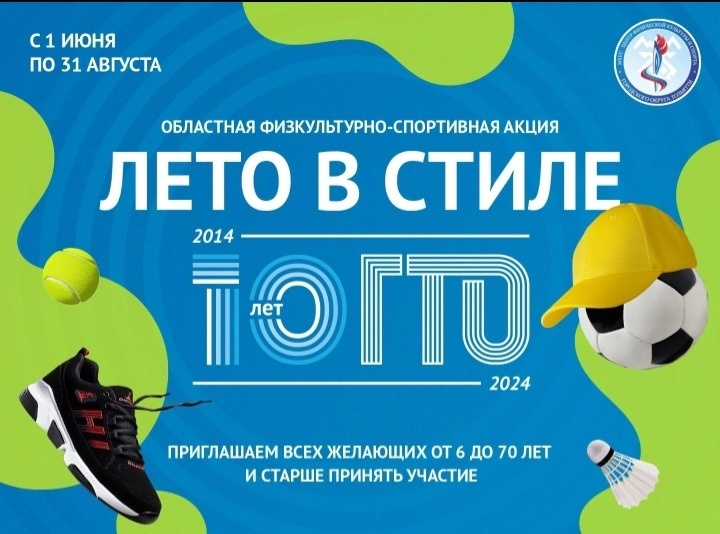 С 1 ИЮНЯ
ПО 31 АВГУСТА
ОБЛАСТНАЯ ФИЗКУЛЬТУРНО-СПОРТИВНАЯ АКЦИЯ
ЛЕТО В СТИЛЕ
2014
10 лет ГТО
2024
ПРИГЛАШАЕМ ВСЕХ ЖЕЛАЮЩИХ ОТ 6 ДО 70 ЛЕТ
И СТАРШЕ ПРИНЯТЬ УЧАСТИЕ